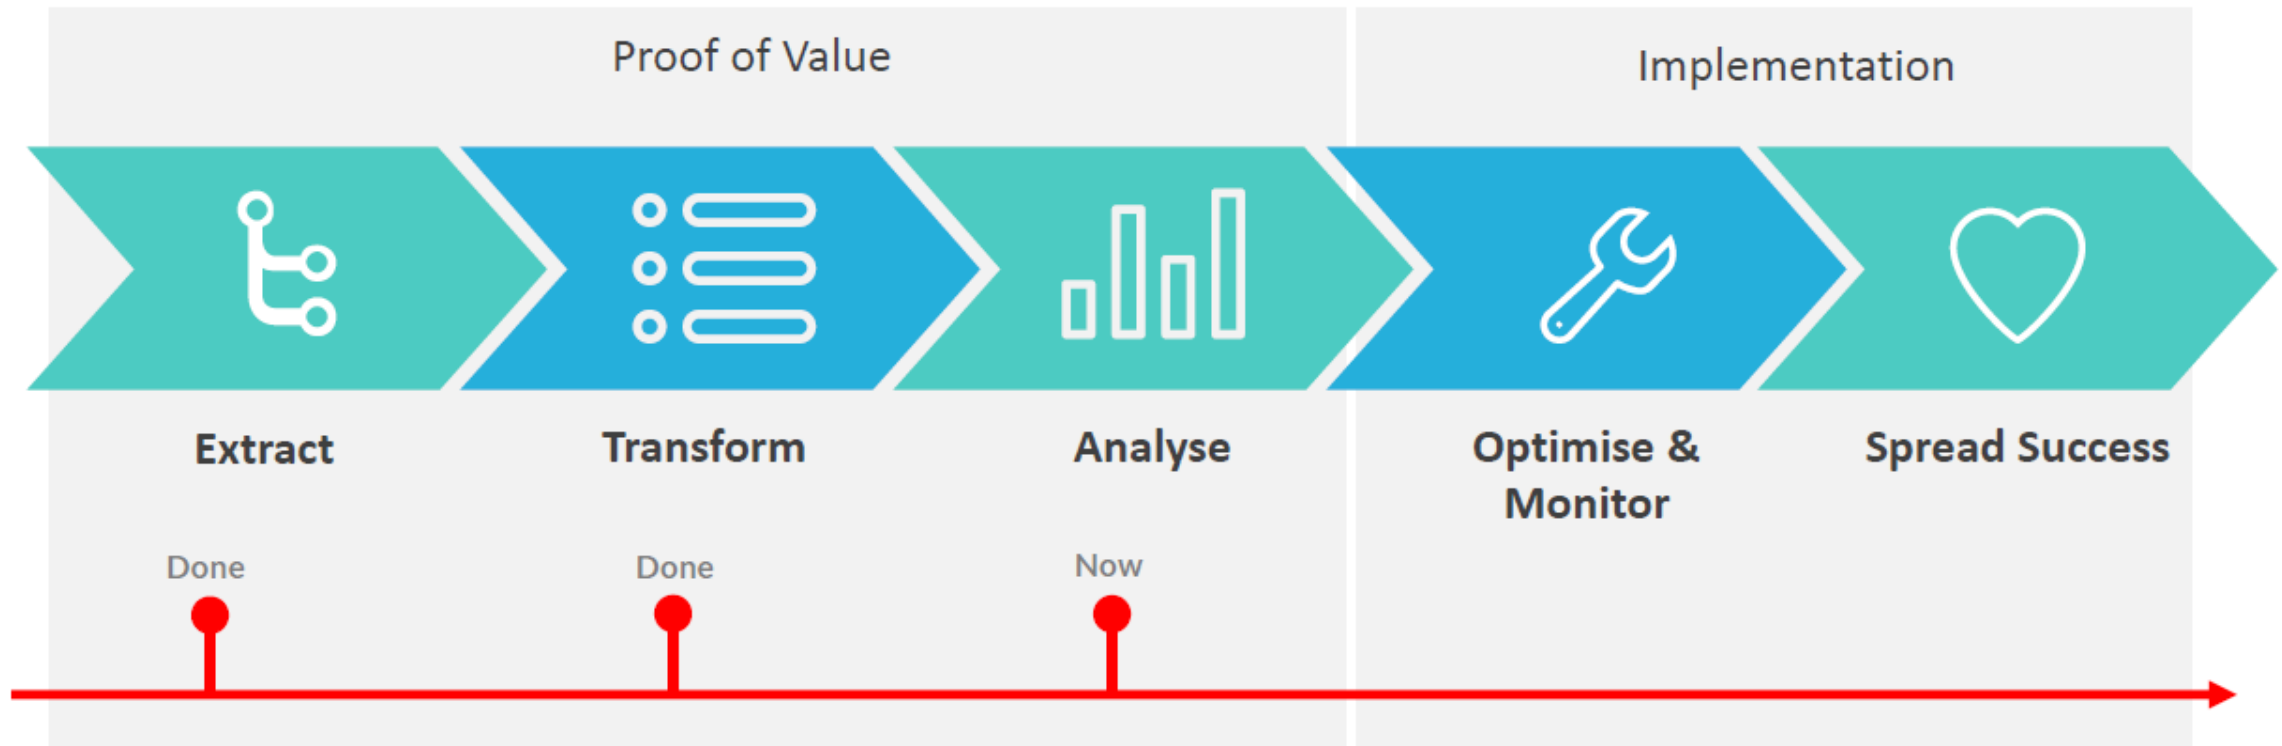 Proof of Value
Implementation
Extract
Transform
Analyse
Optimise &
Monitor
Spread Success
Done
Done
Now